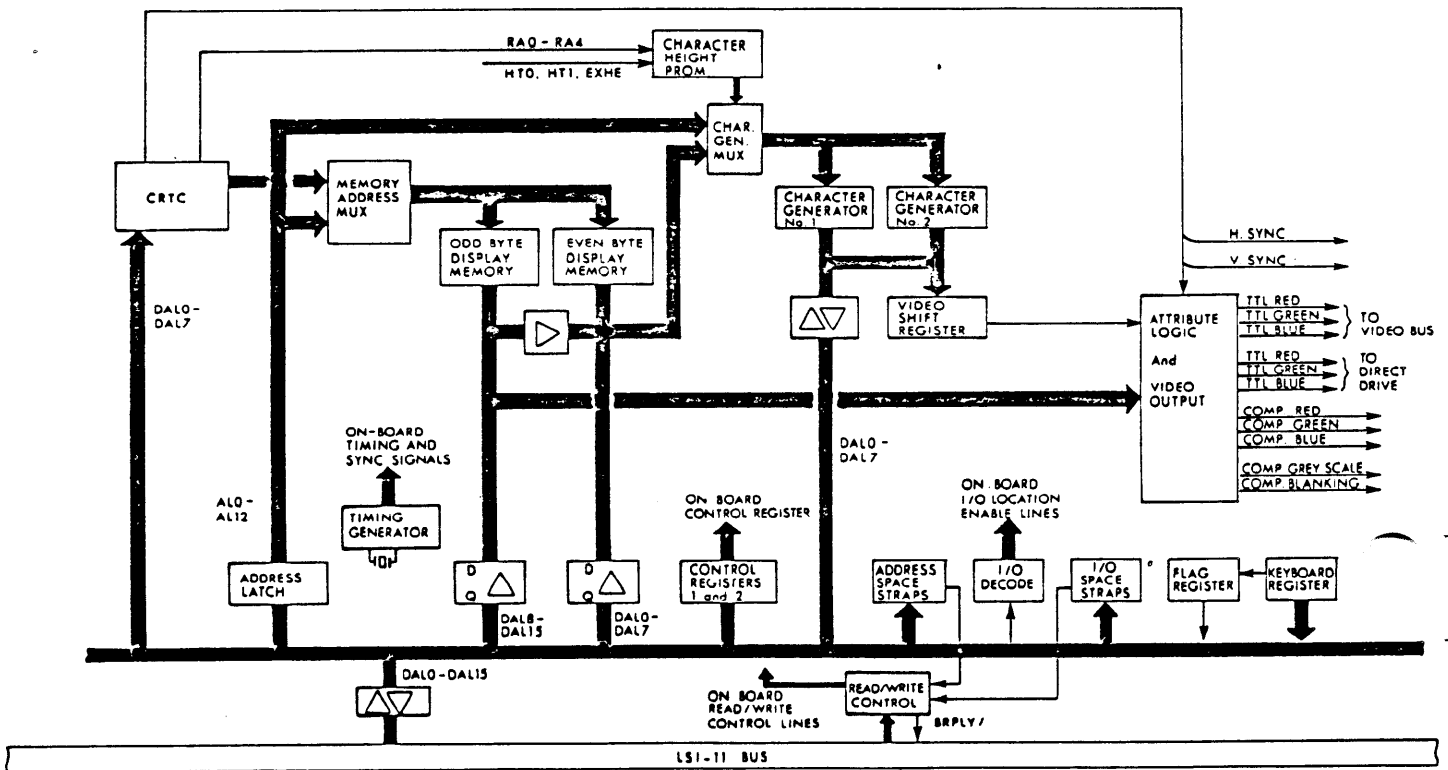 RA0-RA4
HT0, HT1, EXHE
CHARACTER
HEIGHT
PROM
CHAR.
GEN.
MUX
CRTC
MEMORY
ADDRESS
MUX
CHARACTER
GENERATOR
No. 1
CHARACTER
GENERATOR
No. 2
ODD BYTE
DISPLAY
MEMORY
EVEN BYTE
DISPLAY
MEMORY
H. SYNC
V. SYNC
DAL0-
DAL7
VIDEO
SHIFT
REGISTER
ATTRIBUTE
LOGIC
And
VIDEO
OUTPUT
TTL RED
TTL GREEN
TTL BLUE
TO
VIDEO BUS
TTL RED
TTL GREEN
TTL BLUE
TO
DIRECT
DRIVE
COMP. RED
COMP. GREEN
COMP. BLUE
COMP GREY SCALE
COMP. BLANKING
ON-BOARD
TIMING AND
SYNC SIGNALS
DAL0-
DAL7
AL0-
AL12
TIMING
GENERATOR
ON BOARD
CONTROL REGISTER
ON. BOARD
I/O LOCATION
ENABLE LINES
ADDRESS
LATCH
D
Q
D
Q
CONTROL
REGISTERS
1 and 2
ADDRESS
SPACE
STRAPS
I/O
DECODE
I/O
SPACE
STRAPS
FLAG
REGISTER
KEYBOARD
REGISTER
DAL8-
DAL15
DAL0-
DAL7
DAL0-DAL15
ON BOARD
READ/WRITE
CONTROL LINES
READ/WRITE
CONTROL
BRPLY/
LSI-11 BUS